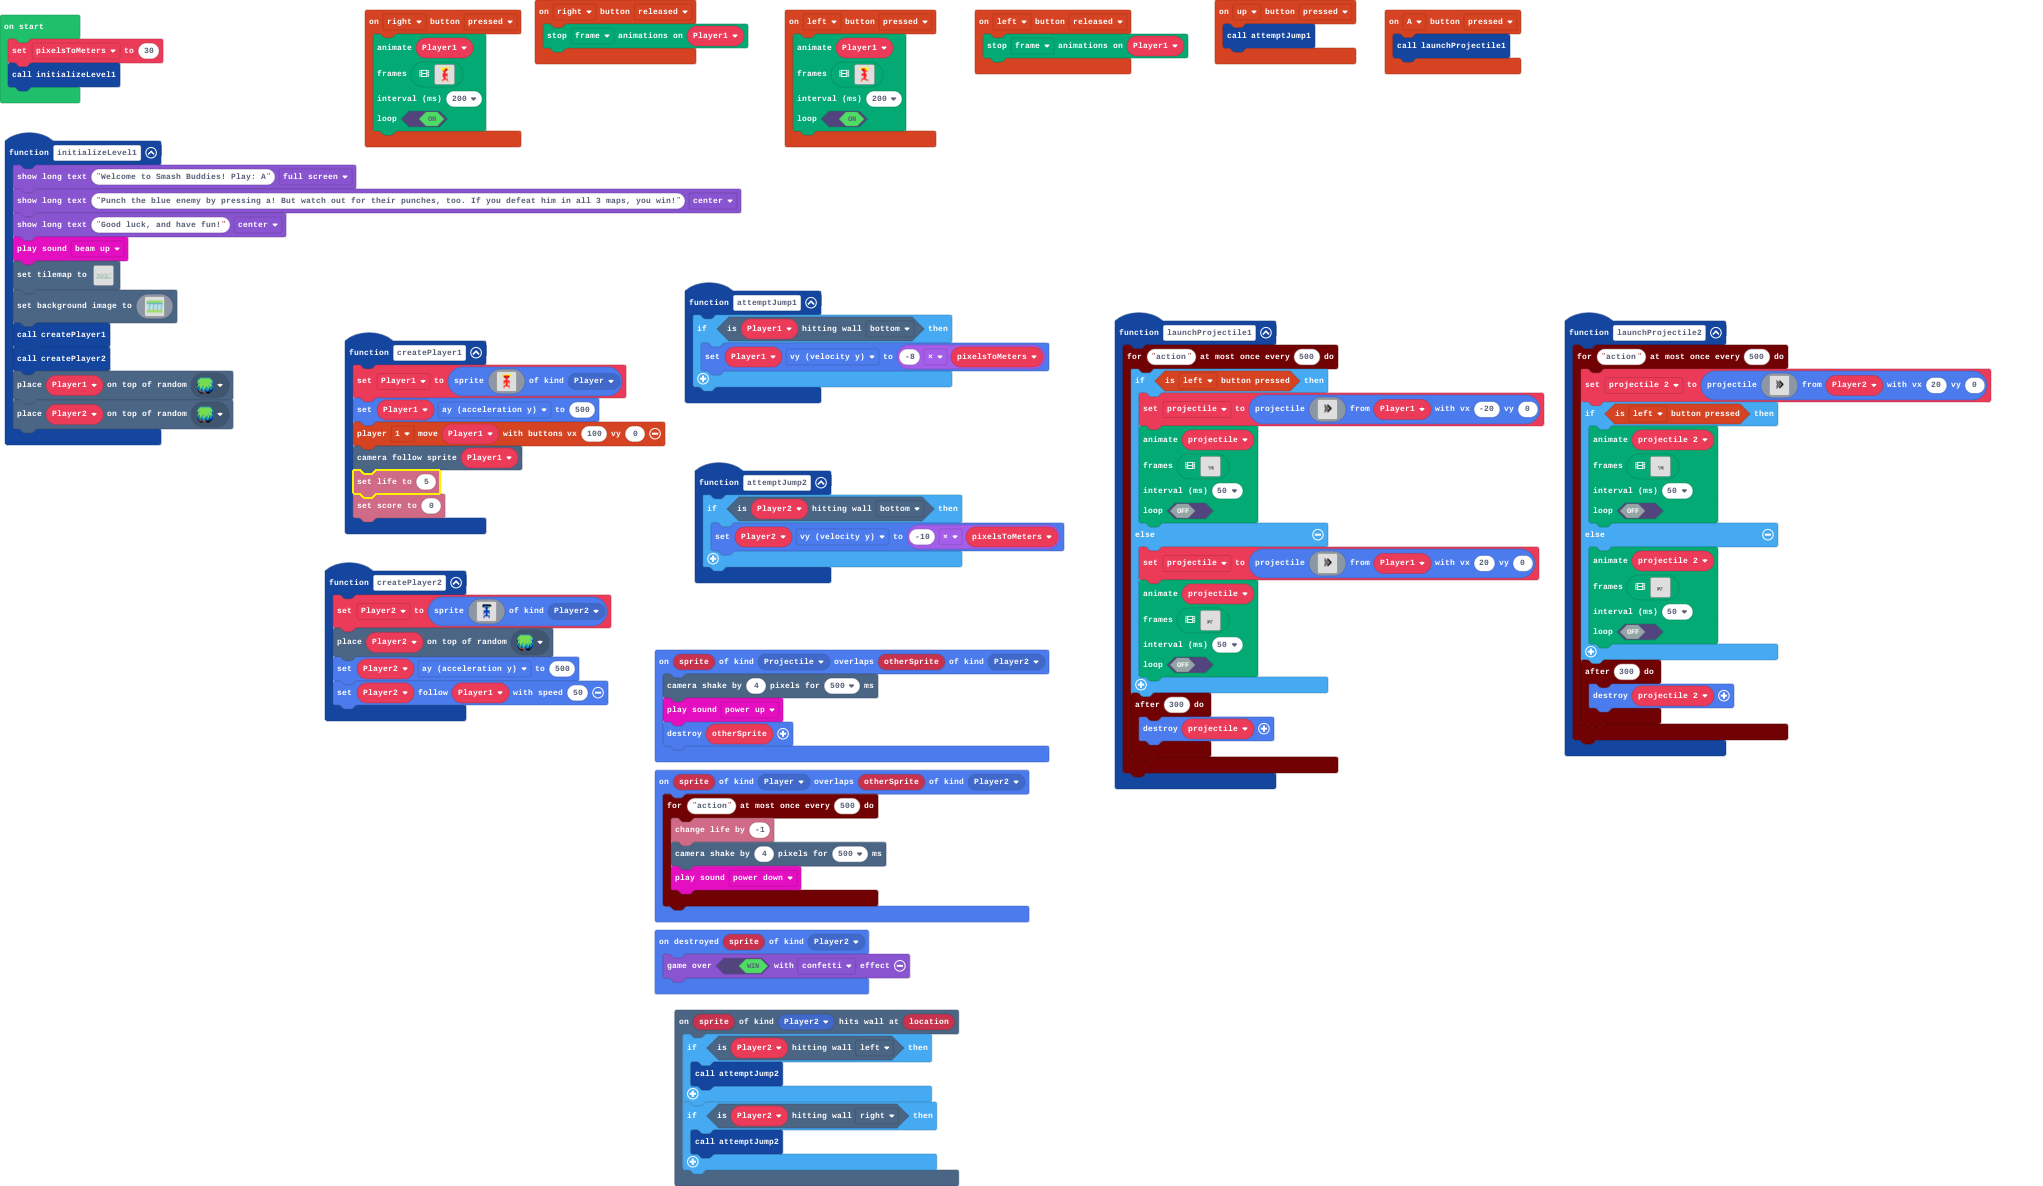 on start
set pixelsToMeters to 30
call initializeLevel1
on right button pressed
animate Player1
frames
interval (ms) 200
loop ON
on right button released
stop frame animations on Player1
on left button pressed
animate Player1
frames
interval (ms) 200
loop ON
on left button released
stop frame animations on Player1
on up button pressed
call attemptJump1
on A button pressed
call launchProjectile1
function initializeLevel1
show long text "Welcome to Smash Buddies! Play: A" full screen
show long text "Punch the blue enemy by pressing a! But watch out for their punches, too. If you defeat him in all 3 maps, you win!" center
show long text "Good luck, and have fun!" center
play sound beam up
set tilemap to
set background image to
call createPlayer1
call createPlayer2
place Player1 on top of random
place Player2 on top of random
function createPlayer1
set Player1 to sprite of kind Player
set Player1 ay (acceleration y) to 500
player 1 move Player1 with buttons vx 100 vy 0
camera follow sprite Player1
set life to 5
set score to 0
function createPlayer2
set Player2 to sprite of kind Player2
place Player2 on top of random
set Player2 ay (acceleration y) to 500
set Player2 follow Player1 with speed 50
function attemptJump1
if is Player1 hitting wall bottom then
set Player1 vy (velocity y) to -8 × pixelsToMeters
function attemptJump2
if is Player2 hitting wall bottom then
set Player2 vy (velocity y) to -10 × pixelsToMeters
on sprite of kind Projectile overlaps otherSprite of kind Player2
camera shake by 4 pixels for 500 ms
play sound power up
destroy otherSprite
on sprite of kind Player overlaps otherSprite of kind Player2
for "action" at most once every 500 do
change life by -1
camera shake by 4 pixels for 500 ms
play sound power down
on destroyed sprite of kind Player2
game over WIN with confetti effect
on sprite of kind Player2 hits wall at location
if is Player2 hitting wall left then
call attemptJump2
if is Player2 hitting wall right then
call attemptJump2
function launchProjectile1
for "action" at most once every 500 do
if is left button pressed then
set projectile to projectile from Player1 with vx -20 vy 0
animate projectile
frames
interval (ms) 50
loop OFF
else
set projectile to projectile from Player1 with vx 20 vy 0
animate projectile
frames
interval (ms) 50
loop OFF
after 300 do
destroy projectile
function launchProjectile2
for "action" at most once every 500 do
set projectile 2 to projectile from Player2 with vx 20 vy 0
if is left button pressed then
animate projectile 2
frames
interval (ms) 50
loop OFF
else
animate projectile 2
frames
interval (ms) 50
loop OFF
after 300 do
destroy projectile 2